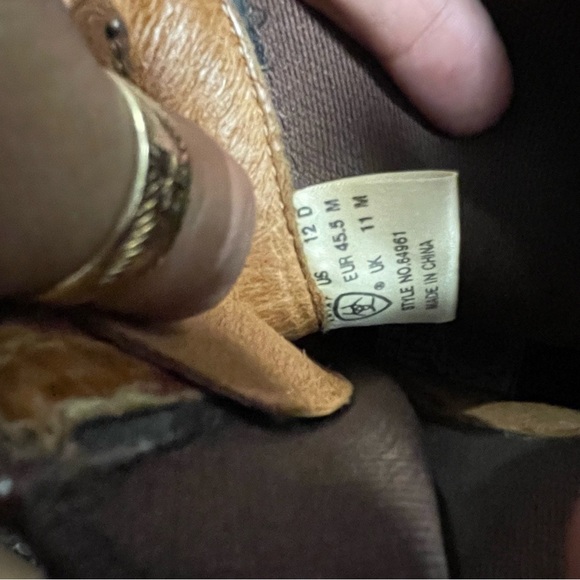 US 12 D
EUR 45.5 M
® UK 11 M
STYLE NO.64961
MADE IN CHINA